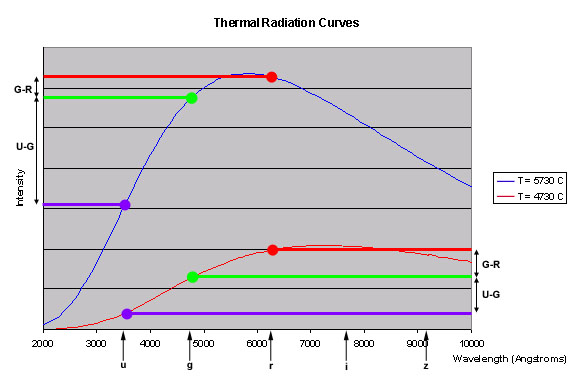 Thermal Radiation Curves
G-R
U-G
Intensity
T = 5730 C
T = 4730 C
G-R
U-G
2000 3000 4000 5000 6000 7000 8000 9000 10000
Wavelength (Angstroms)
u g r i z